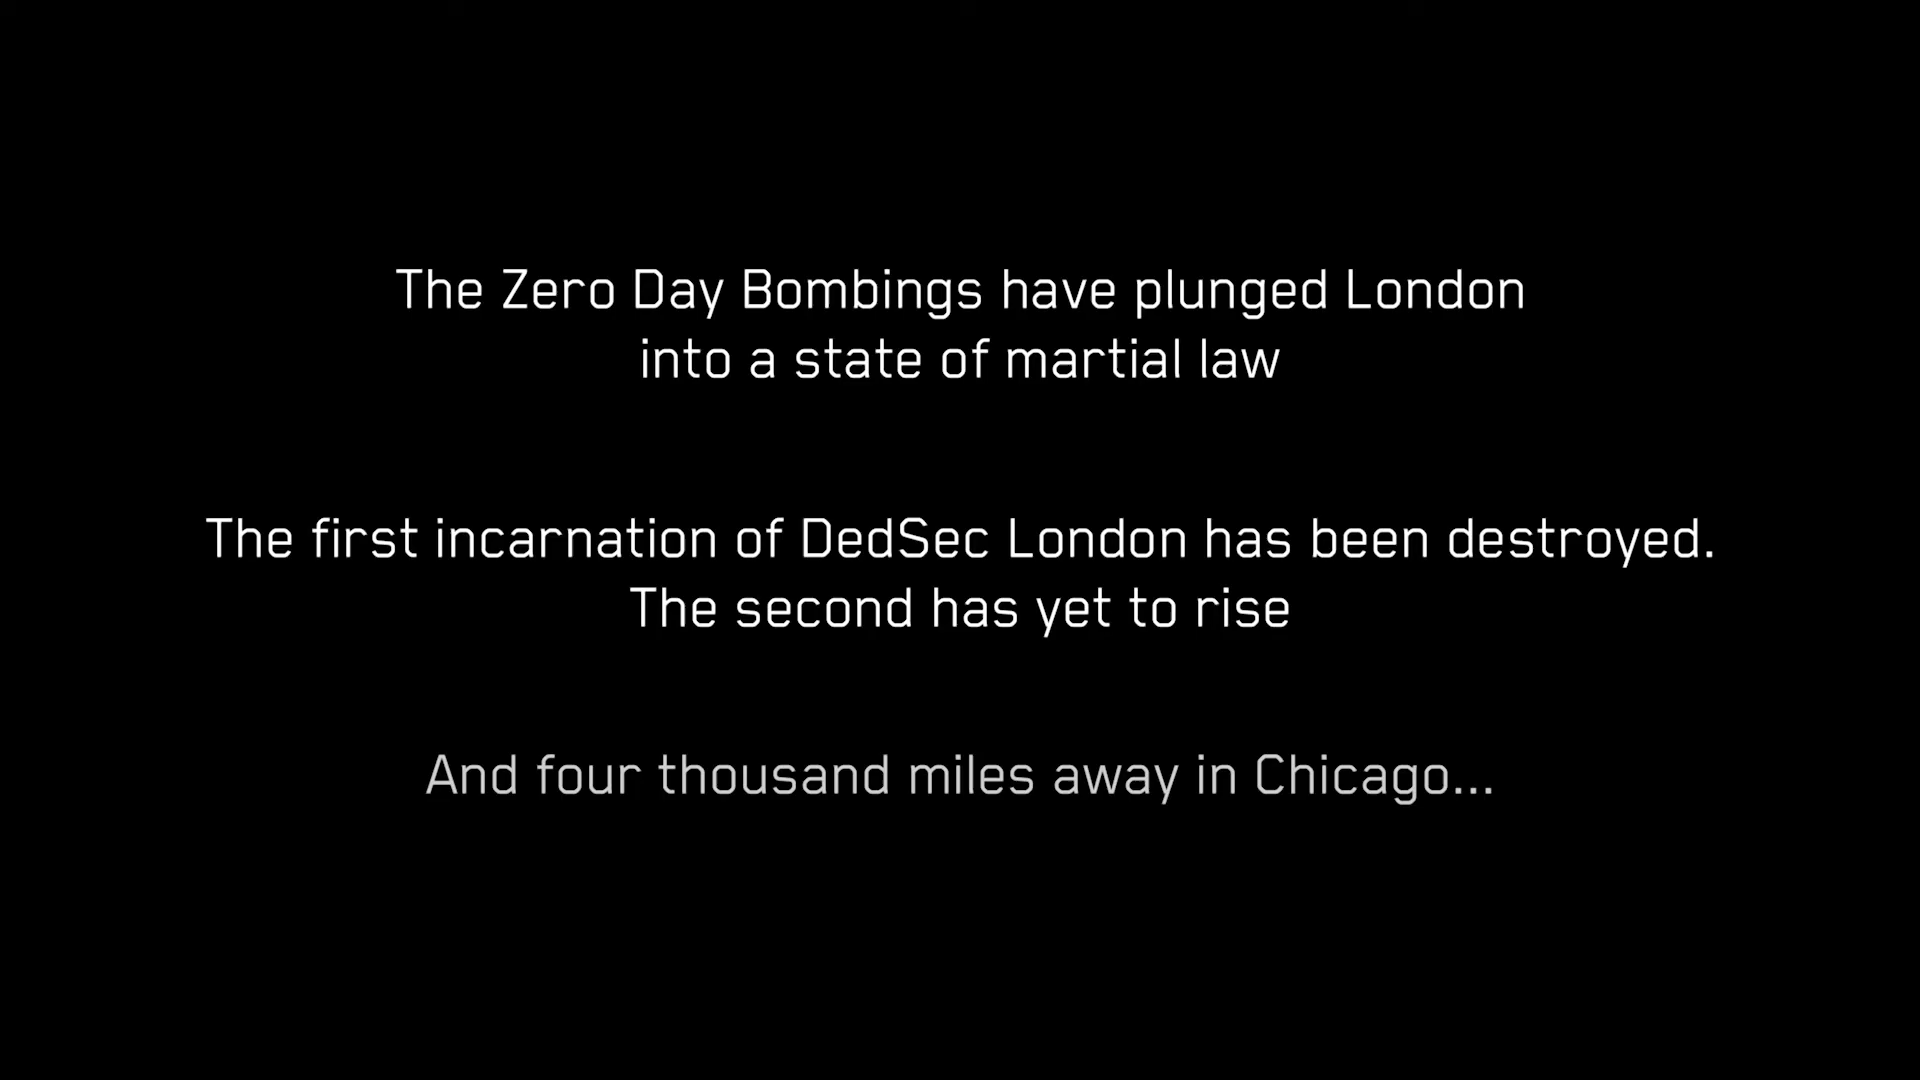 The Zero Day Bombings have plunged London
into a state of martial law
The first incarnation of DedSec London has been destroyed.
The second has yet to rise
And four thousand miles away in Chicago...